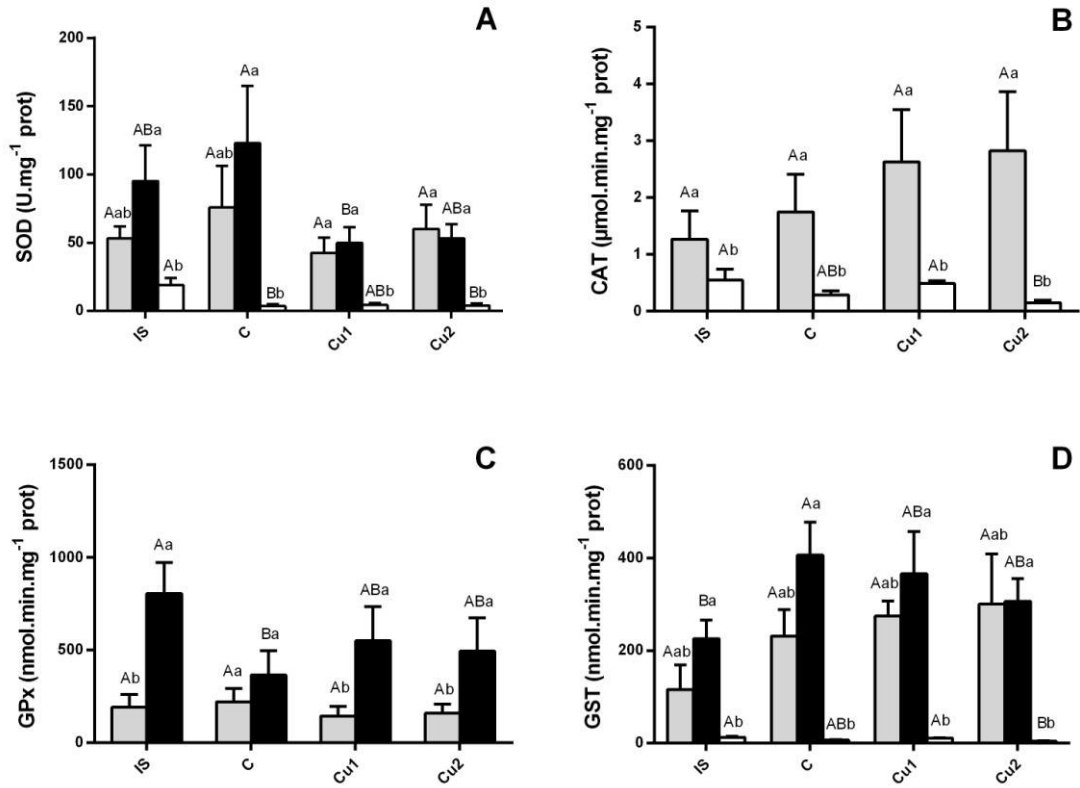 A
200
150
100
50
0
SOD (U.mg-1 prot)
Aab
ABa
Ab
Aab
Aa
Bb
Aa
Ba
ABb
Aa
ABa
Bb
IS
C
Cu1
Cu2
B
5
4
3
2
1
0
CAT (µmol.min.mg-1 prot)
Aa
Ab
Aa
ABb
Aa
Ab
Aa
Bb
IS
C
Cu1
Cu2
C
1500
1000
500
0
GPx (nmol.min.mg-1 prot)
Ab
Aa
Aa
Ba
Ab
ABa
Ab
ABa
IS
C
Cu1
Cu2
D
600
400
200
0
GST (nmol.min.mg-1 prot)
Aab
Ba
Ab
Aab
Aa
ABb
Aab
ABa
Ab
Aab
ABa
Bb
IS
C
Cu1
Cu2